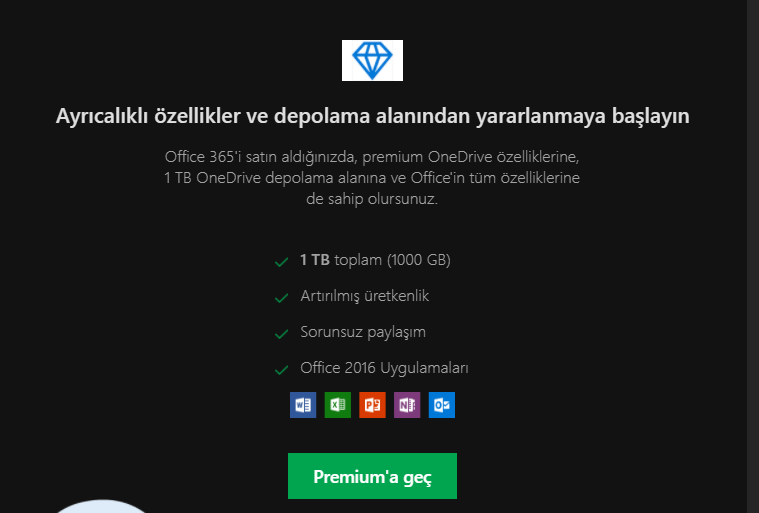 Ayrıcalıklı özellikler ve depolama alanından yararlanmaya başlayın
Office 365'i satın aldığınızda, premium OneDrive özelliklerine,
1 TB OneDrive depolama alanına ve Office'in tüm özelliklerine
de sahip olursunuz.
1 TB toplam (1000 GB)
Artırılmış üretkenlik
Sorunsuz paylaşım
Office 2016 Uygulamaları
Premium'a geç